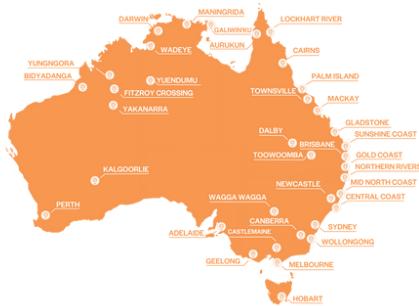 MANINGRIDA
DARWIN
LOCKHART RIVER
GALIWINKU
AURUKUN
WADEYE
CAIRNS
YUNGNGORA
BIDYADANGA
YUENDUMU
PALM ISLAND
FITZROY CROSSING
TOWNSVILLE
MACKAY
YAKANARRA
GLADSTONE
DALBY
SUNSHINE COAST
BRISBANE
TOOWOOMBA
GOLD COAST
NORTHERN RIVERS
KALGOORLIE
NEWCASTLE
MID NORTH COAST
WAGGA WAGGA
CENTRAL COAST
PERTH
CANBERRA
SYDNEY
ADELAIDE
CASTLEMAINE
WOLLONGONG
GEELONG
MELBOURNE
HOBART